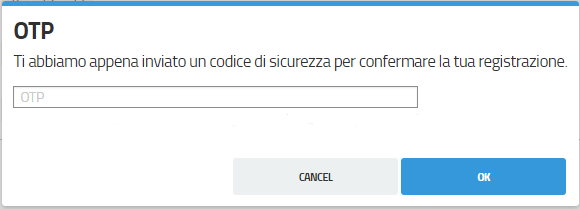 OTP
Ti abbiamo appena inviato un codice di sicurezza per confermare la tua registrazione.
OTP
CANCEL OK